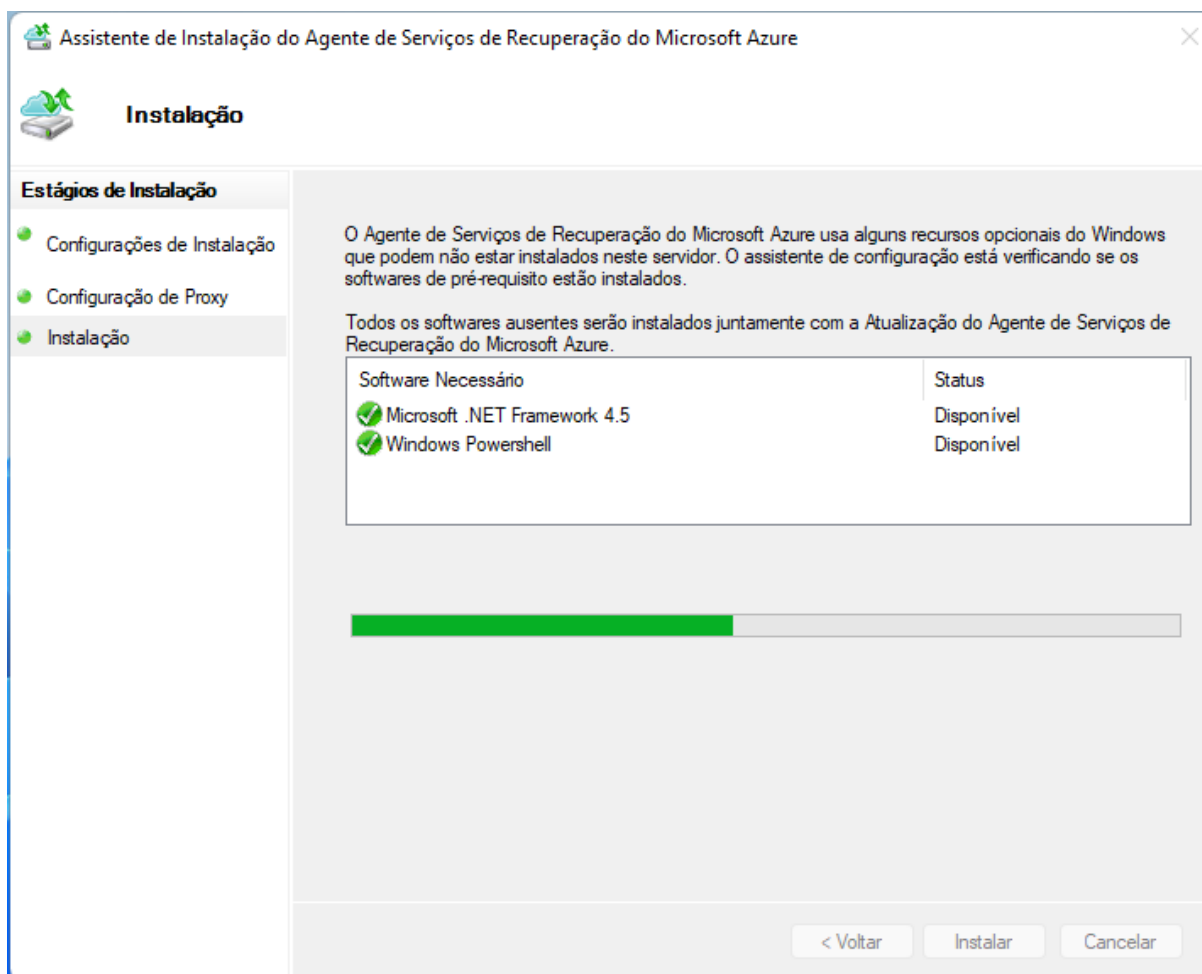 Assistente de Instalação do Agente de Serviços de Recuperação do Microsoft Azure
Instalação
Estágios de Instalação
Configurações de Instalação
Configuração de Proxy
Instalação
O Agente de Serviços de Recuperação do Microsoft Azure usa alguns recursos opcionais do Windows
que podem não estar instalados neste servidor. O assistente de configuração está verificando se os
softwares de pré-requisito estão instalados.
Todos os softwares ausentes serão instalados juntamente com a Atualização do Agente de Serviços de
Recuperação do Microsoft Azure.
Software Necessário Status
Microsoft .NET Framework 4.5 Disponível
Windows Powershell Disponível
< Voltar Instalar Cancelar